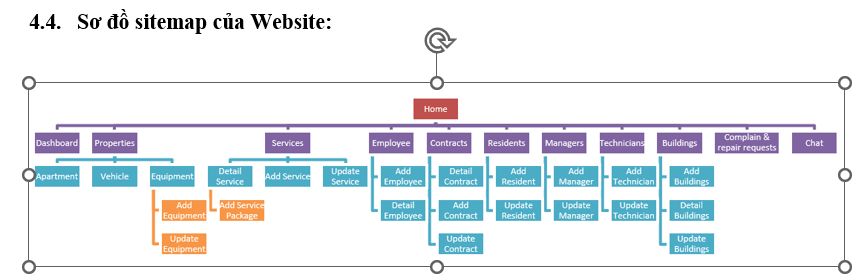 4.4. Sơ đồ sitemap của Website:
Home
Dashboard
Properties
Services
Employee
Contracts
Residents
Managers
Technicians
Buildings
Complain &
repair requests
Chat
Apartment
Vehicle
Equipment
Detail
Service
Add Service
Update
Service
Add
Employee
Detail
Contract
Add
Resident
Add
Manager
Add
Technician
Add
Buildings
Add
Equipment
Add Service
Package
Detail
Employee
Add
Contract
Update
Resident
Update
Manager
Update
Technician
Detail
Buildings
Update
Equipment
Update
Contract
Update
Buildings